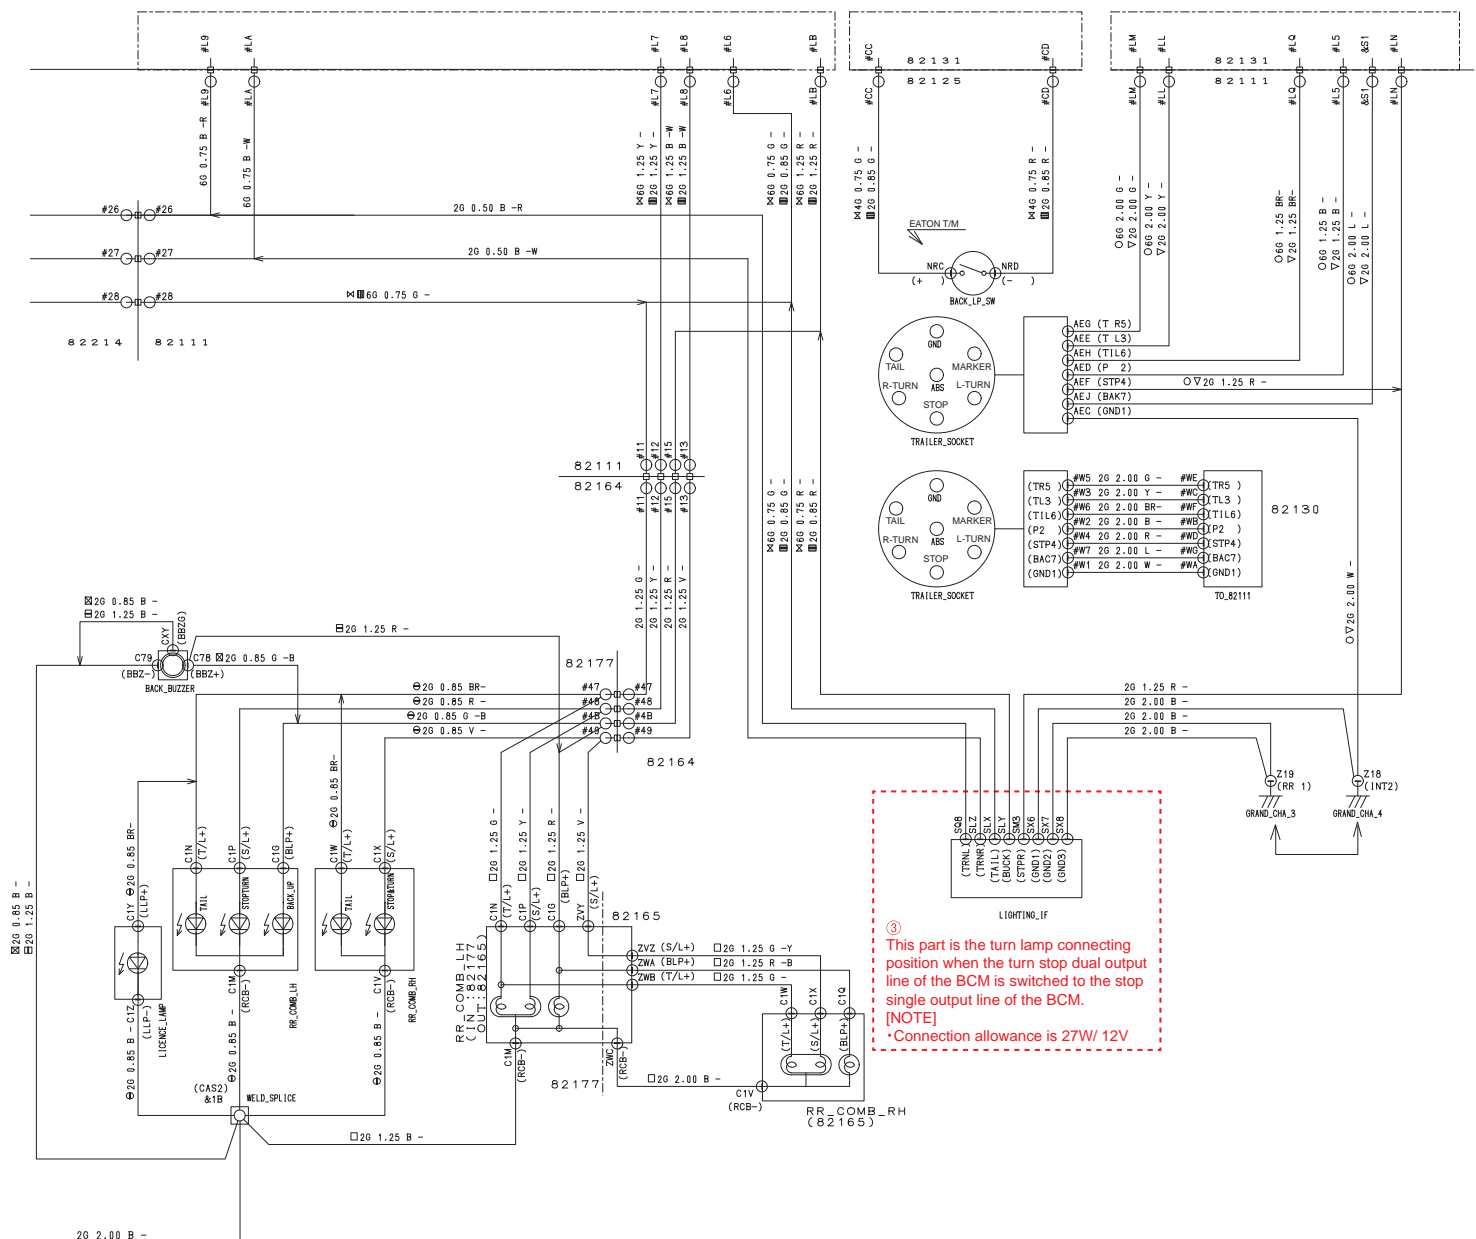 #L9
#LA
#L7
#L8
#L6
#LB
#CC
#CD
#LM
#LL
#LQ
#L5
&S1
#LN
82131
82125
82131
82111
#L9
#LA
#L7
#L8
#L6
#LB
#CC
#CD
#LM
#LL
#LQ
#L5
&S1
#LN
6G 0.75 B -R
6G 0.75 B -W
6G 1.25 Y -
2G 1.25 Y -
6G 1.25 B -W
2G 1.25 B -W
6G 0.75 G -
2G 0.85 G -
6G 1.25 R -
2G 1.25 R -
4G 0.75 R -
2G 0.85 R -
6G 2.00 G -
2G 2.00 G -
6G 2.00 Y -
2G 2.00 Y -
6G 1.25 BR-
2G 1.25 BR-
6G 1.25 B -
2G 1.25 B -
6G 2.00 L -
2G 2.00 L -
4G 0.75 G -
2G 0.85 G -
#26
#26
2G 0.50 B -R
#27
#27
2G 0.50 B -W
#28
#28
6G 0.75 G -
82214
82111
EATON T/M
NRC
(+ )
NRD
(- )
BACK_LP_SW
GND
TAIL
MARKER
ABS
R-TURN
L-TURN
STOP
TRAILER_SOCKET
AEG (T R5)
AEE (T L3)
AEH (TIL6)
AED (P 2)
AEF (STP4)
AEJ (BAK7)
AEC (GND1)
2G 1.25 R -
#11
#12
#15
#13
82111
82164
#11
#12
#15
#13
GND
TAIL
MARKER
ABS
R-TURN
L-TURN
STOP
TRAILER_SOCKET
(TR5 )
(TL3 )
(TIL6)
(P2 )
(STP4)
(BAC7)
(GND1)
#W5 2G 2.00 G - #WE
#W3 2G 2.00 Y - #WC
#W6 2G 2.00 BR- #WF
#W2 2G 2.00 B - #WB
#W4 2G 2.00 R - #WD
#W7 2G 2.00 L - #WG
#W1 2G 2.00 W - #WA
(TR5 )
(TL3 )
(TIL6)
(P2 )
(STP4)
(BAC7)
(GND1)
82130
TO_82111
6G 0.75 G -
2G 0.85 G -
6G 0.75 R -
2G 0.85 R -
2G 2.00 W -
2G 1.25 G -
2G 1.25 Y -
2G 1.25 R -
2G 1.25 V -
2G 0.85 B -
2G 1.25 B -
CXY
(BBZG)
2G 1.25 R -
C79
(BBZ-)
C78
2G 0.85 G -B
(BBZ+)
BACK_BUZZER
82177
2G 0.85 BR-
2G 0.85 R -
2G 0.85 G -B
2G 0.85 V -
#47
#48
#4B
#49
#47
#48
#4B
#49
82164
2G 1.25 R -
2G 2.00 B -
2G 2.00 B -
2G 2.00 B -
Z19
(RR 1)
GRAND_CHA_3
Z18
(INT2)
GRAND_CHA_4
2G 0.85 BR-
2G 0.85 BR-
C1Y
(LLP+)
C1N
(T/L+)
C1P
(S/L+)
C1G
(BLP+)
C1W
(T/L+)
C1X
(S/L+)
TAIL
STOPTURN
BACK_UP
TAIL
STOP&TURN
2G 0.85 B -
2G 1.25 B -
C1Z
(LLP-)
LICENCE_LAMP
C1M
(RCB-)
RR_COMB_LH
C1V
(RCB-)
RR_COMB_RH
2G 0.85 B -
2G 0.85 B -
2G 0.85 B -
(CAS2)
&1B
WELD_SPLICE
2G 1.25 B -
2G 2.00 B -
2G 1.25 G -
2G 1.25 Y -
2G 1.25 R -
2G 1.25 V -
C1N
(T/L+)
C1P
(S/L+)
C1G
(BLP+)
ZVY
(S/L+)
82165
RR_COMB_LH
(IN :82177
OUT:82165)
ZVZ (S/L+) 2G 1.25 G -Y
ZWA (BLP+) 2G 1.25 R -B
ZWB (T/L+) 2G 1.25 G -
C1M
(RCB-)
ZWC
(RCB-)
82177
2G 2.00 B -
C1W
(T/L+)
C1X
(S/L+)
C1Q
(BLP+)
C1V
(RCB-)
RR_COMB_RH
(82165)
SQ8
SLZ
SLX
SLY
SM3
SX6
SX7
SX8
(TRNL)
(TRNR)
(TAIL)
(BUCK)
(STPR)
(GND1)
(GND2)
(GND3)
LIGHTING_IF
③
This part is the turn lamp connecting
position when the turn stop dual output
line of the BCM is switched to the stop
single output line of the BCM.
[NOTE]
•Connection allowance is 27W/ 12V